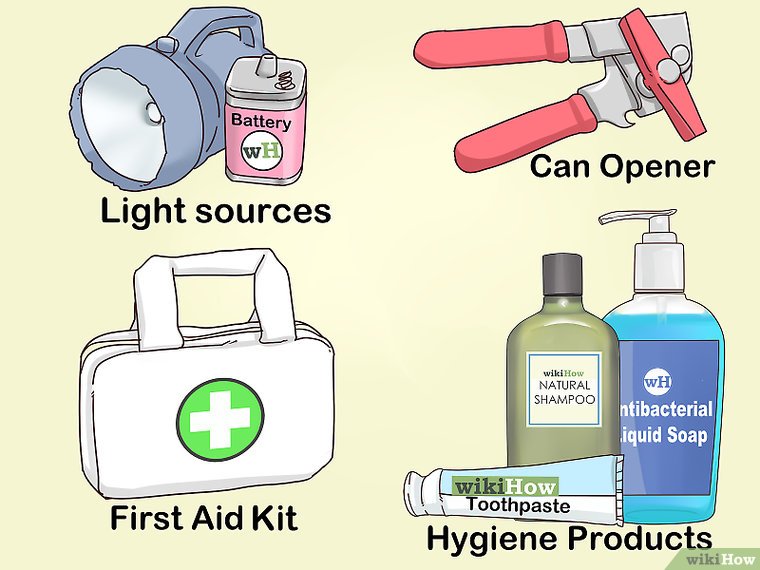 Battery
wH
Light sources
Can Opener
First Aid Kit
wikiHow
NATURAL
SHAMPOO
wH
ntibacterial
iquid Soap
wikiHow
Toothpaste
Hygiene Products
wikiHow